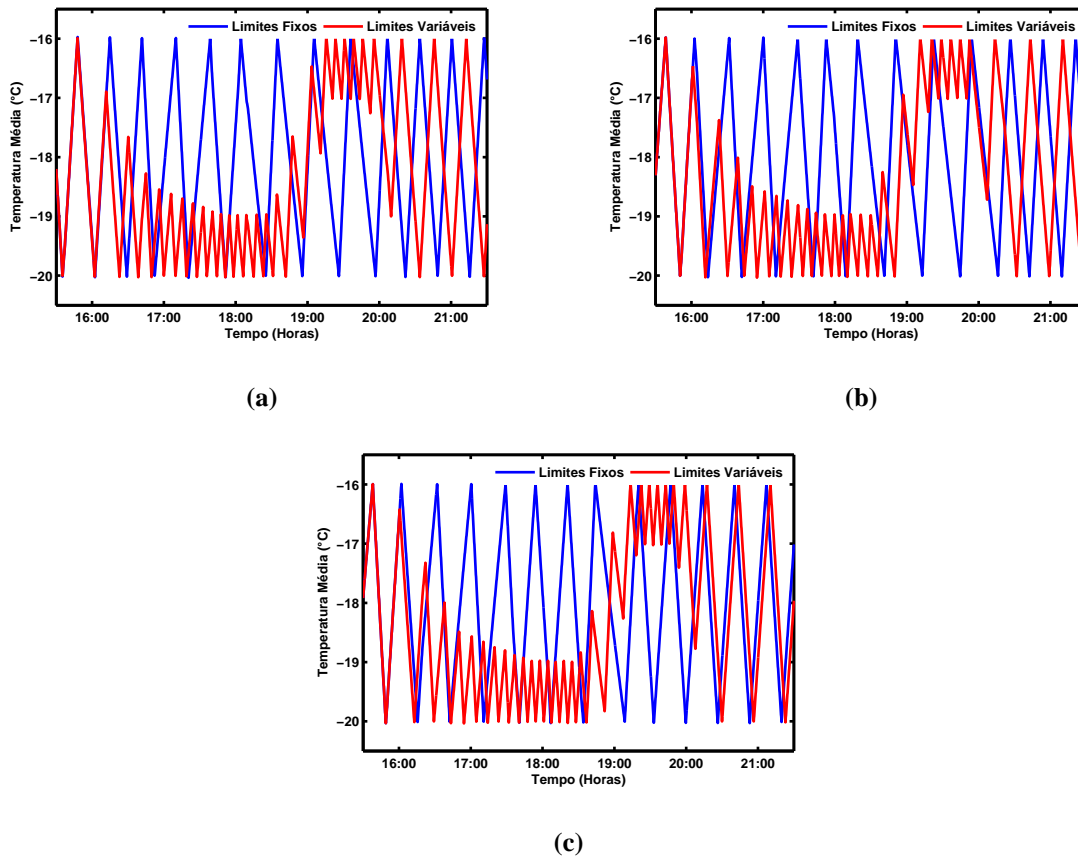 Limites Fixos Limites Variáveis
Temperatura Média (°C)
−16
−17
−18
−19
−20
16:00 17:00 18:00 19:00 20:00 21:00
Tempo (Horas)
(a)
Limites Fixos Limites Variáveis
Temperatura Média (°C)
−16
−17
−18
−19
−20
16:00 17:00 18:00 19:00 20:00 21:00
Tempo (Horas)
(b)
Limites Fixos Limites Variáveis
Temperatura Média (°C)
−16
−17
−18
−19
−20
16:00 17:00 18:00 19:00 20:00 21:00
Tempo (Horas)
(c)